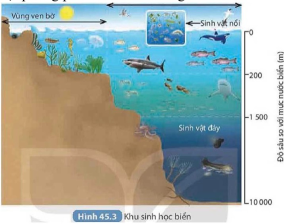 Vùng ven bờ
Sinh vật nổi
0
200
1 500
Sinh vật đáy
10 000
Độ sâu so với mực nước biển (m)
Hình 45.3 Khu sinh học biển